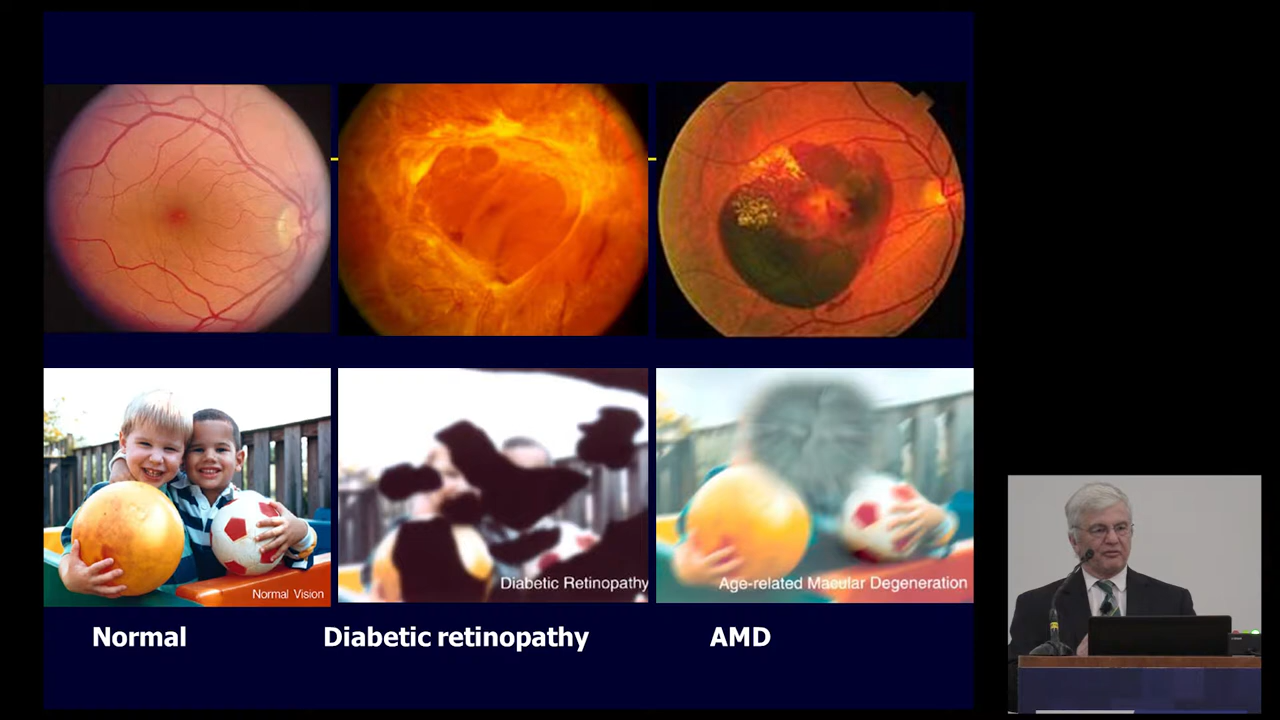 Normal Vision
Diabetic Retinopathy
Age-related Macular Degeneration
Normal
Diabetic retinopathy
AMD